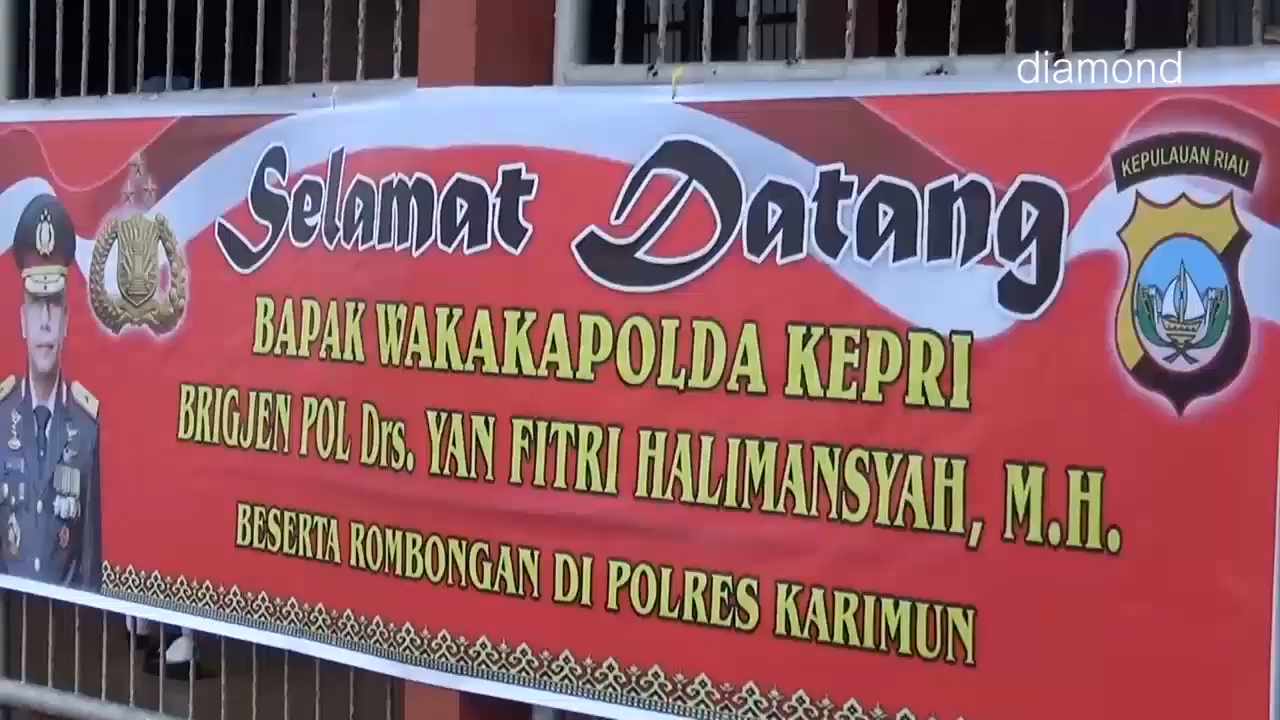 diamond
KEPULAUAN RIAU
Selamat Datang
BAPAK WAKAKAPOLDA KEPRI
BRIGJEN POL Drs. YAN FITRI HALIMANSYAH, M.H.
BESERTA ROMBONGAN DI POLRES KARIMUN